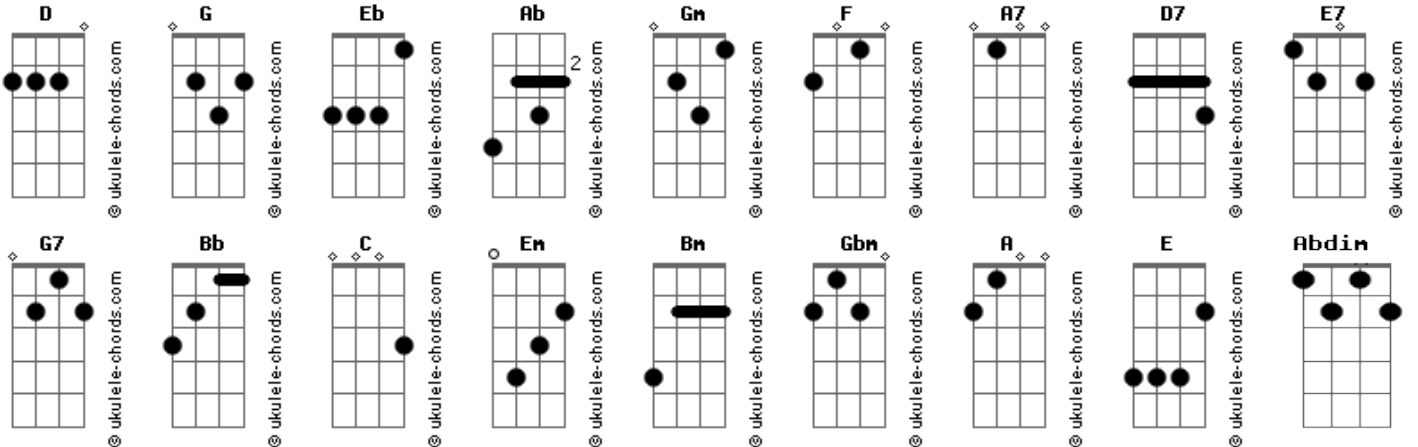 D G Eb Ab Gm F A7 D7 E7
2
© ukulele-chords.com © ukulele-chords.com © ukulele-chords.com © ukulele-chords.com © ukulele-chords.com © ukulele-chords.com © ukulele-chords.com © ukulele-chords.com © ukulele-chords.com
G7 Bb C Em Bm Gbm A E Abdim
© ukulele-chords.com © ukulele-chords.com © ukulele-chords.com © ukulele-chords.com © ukulele-chords.com © ukulele-chords.com © ukulele-chords.com © ukulele-chords.com